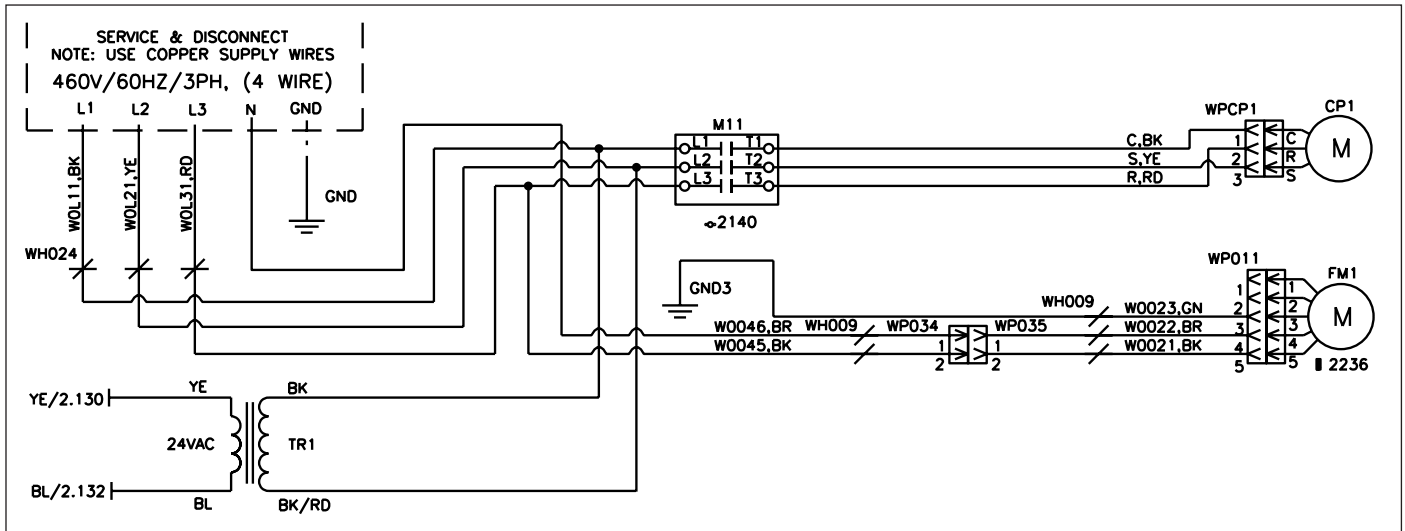 SERVICE & DISCONNECT
NOTE: USE COPPER SUPPLY WIRES
460V/60HZ/3PH, (4 WIRE)
L1 L2 L3 N GND
WOL11,BK
WOL21,YE
WOL31,RD
GND
WH024
M11
L1 T1
L2 T2
L3 T3
2140
C,BK
S,YE
R,RD
WPCP1
CP1
1
2
3
C
R
S
M
GND3
WH009
W0023,GN
W0046,BR
WH009
WP034
WP035
W0022,BR
W0045,BK
1
2
1
2
W0021,BK
WP011
FM1
1
2
3
4
5
1
2
3
4
5
M
2236
YE/2.130
YE
BK
24VAC
TR1
BL/2.132
BL
BK/RD